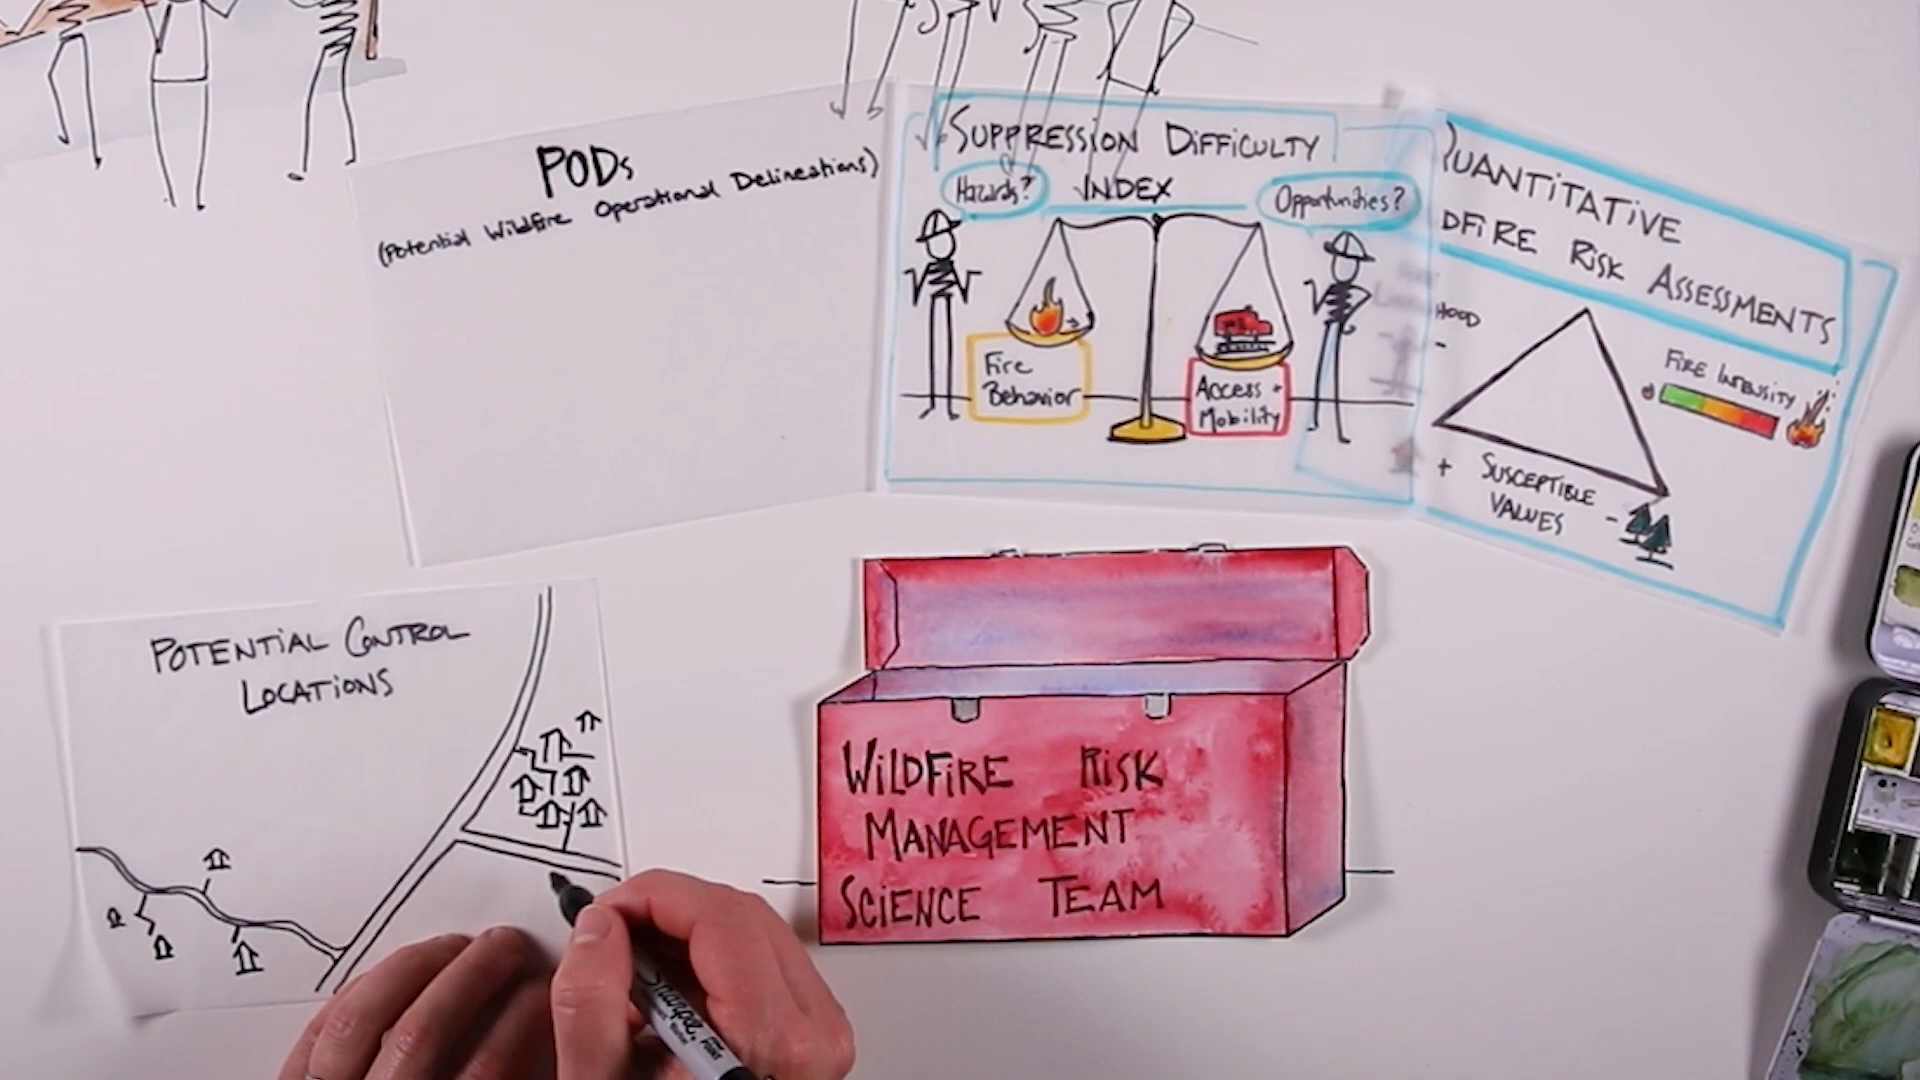 PODs
(Potential Wildfire Operational Delineations)
SUPPRESSION DIFFICULTY
INDEX
Hazards?
Opportunities?
Fire
Behavior
Access +
Mobility
QUANTITATIVE
DFIRE RISK ASSESSMENTS
HOOD
-
FIRE INTENSITY
+ SUSCEPTIBLE
VALUES -
POTENTIAL CONTROL
LOCATIONS
WILDFIRE RISK
MANAGEMENT
SCIENCE TEAM
Sharpie